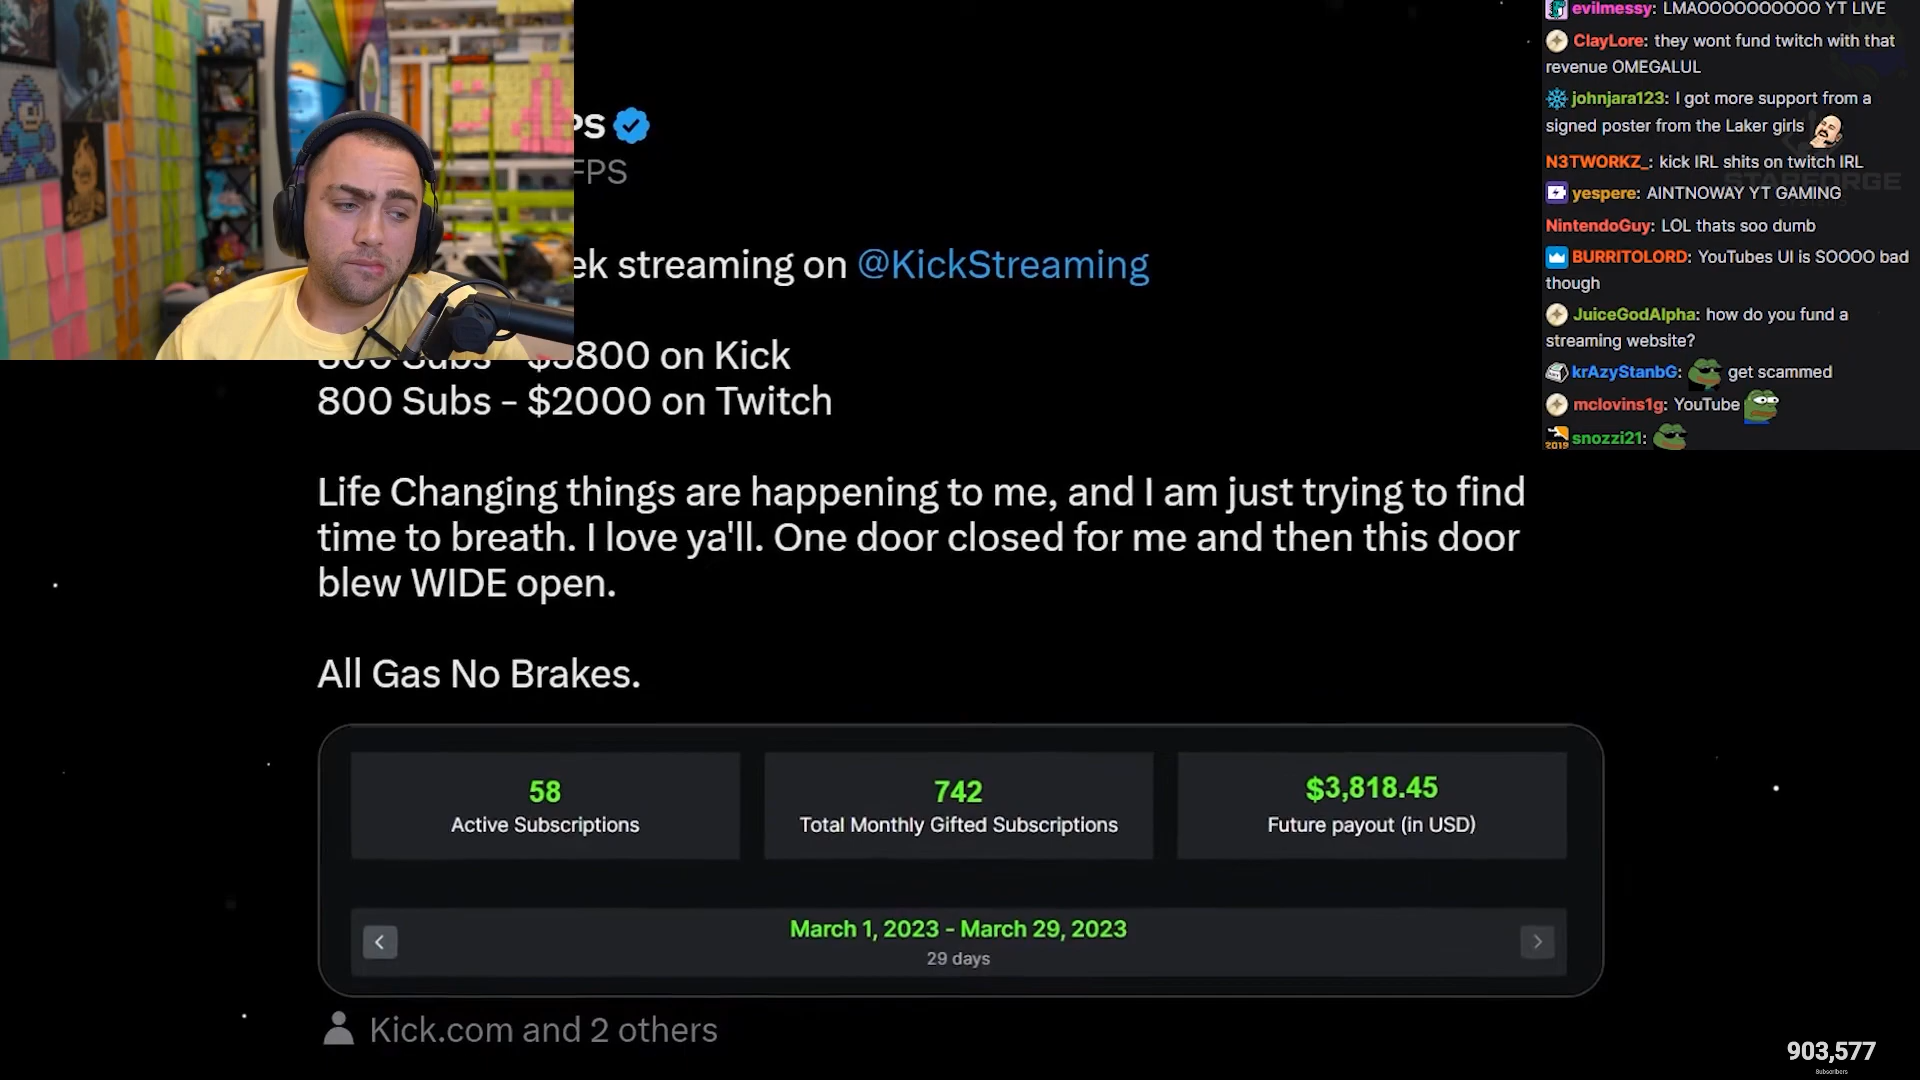 PS
FPS
ek streaming on @KickStreaming
800 Subs - $3800 on Kick
800 Subs - $2000 on Twitch
Life Changing things are happening to me, and I am just trying to find
time to breath. I love ya'll. One door closed for me and then this door
blew WIDE open.
All Gas No Brakes.
58
Active Subscriptions
742
Total Monthly Gifted Subscriptions
$3,818.45
Future payout (in USD)
March 1, 2023 - March 29, 2023
29 days
Kick.com and 2 others
evilmessy: LMAOOOOOOOOOO YT LIVE
ClayLore: they wont fund twitch with that
revenue OMEGALUL
johnjara123: I got more support from a
signed poster from the Laker girls
N3TWORKZ_: kick IRL shits on twitch IRL
STARFORGE
yespere: AINTNOWAY YT GAMING
NintendoGuy: LOL thats soo dumb
BURRITOLORD: YouTubes UI is SOOOO bad
though
JuiceGodAlpha: how do you fund a
streaming website?
krAzyStanbG: get scammed
mclovins1g: YouTube
2019 snozzi21:
903,577
Subscribers